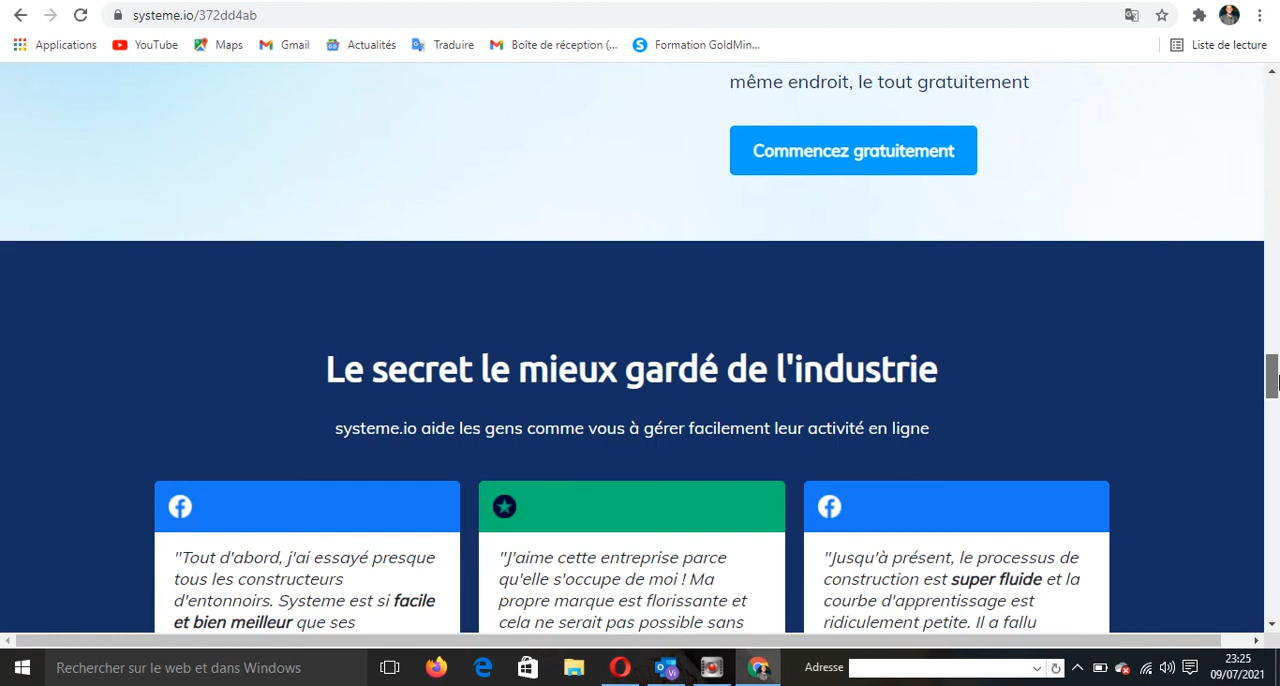 systeme.io/372dd4ab
Applications YouTube Maps Gmail Actualités Traduire Boîte de réception (... Formation GoldMin... Liste de lecture
même endroit, le tout gratuitement
Commencez gratuitement
Le secret le mieux gardé de l'industrie
systeme.io aide les gens comme vous à gérer facilement leur activité en ligne
"Tout d'abord, j'ai essayé presque
tous les constructeurs
d'entonnoirs. Systeme est si facile
et bien meilleur que ses
"J'aime cette entreprise parce
qu'elle s'occupe de moi ! Ma
propre marque est florissante et
cela ne serait pas possible sans
"Jusqu'à présent, le processus de
construction est super fluide et la
courbe d'apprentissage est
ridiculement petite. Il a fallu
Rechercher sur le web et dans Windows
Adresse
23:25
09/07/2021